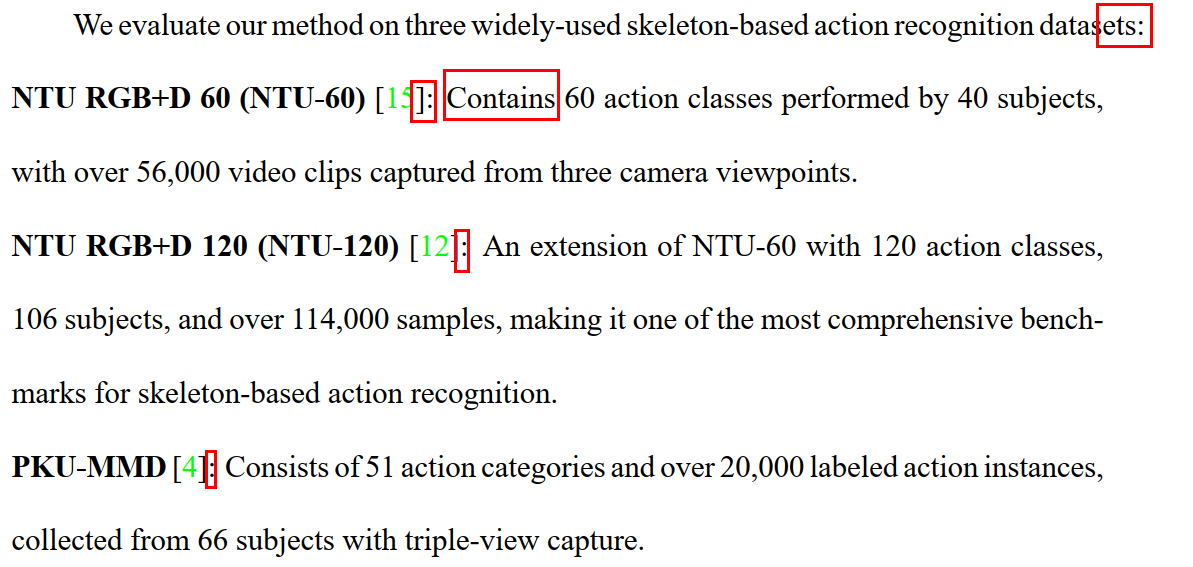 We evaluate our method on three widely-used skeleton-based action recognition datasets:
NTU RGB+D 60 (NTU-60) [15]: Contains 60 action classes performed by 40 subjects,
with over 56,000 video clips captured from three camera viewpoints.
NTU RGB+D 120 (NTU-120) [12]: An extension of NTU-60 with 120 action classes,
106 subjects, and over 114,000 samples, making it one of the most comprehensive bench-
marks for skeleton-based action recognition.
PKU-MMD [4]: Consists of 51 action categories and over 20,000 labeled action instances,
collected from 66 subjects with triple-view capture.